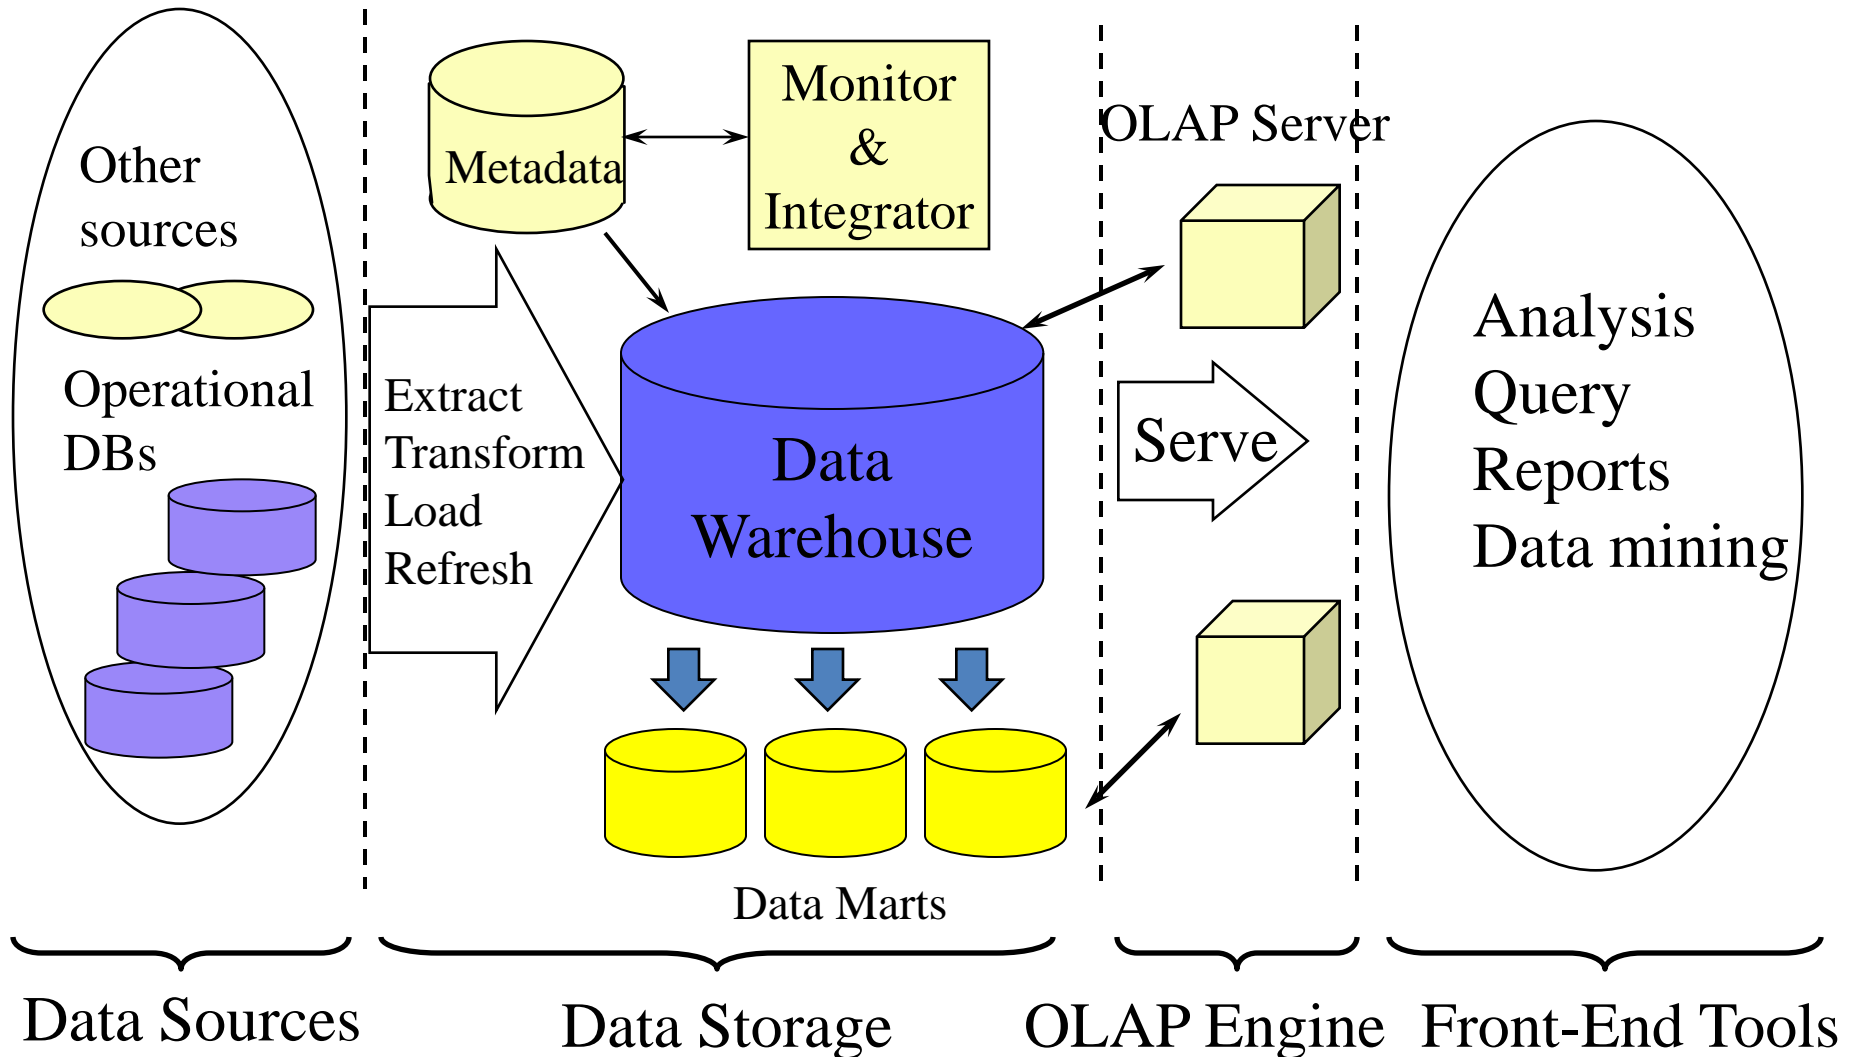 Other
sources
Operational
DBs
Extract
Transform
Load
Refresh
Metadata
Monitor
&
Integrator
Data
Warehouse
Data Marts
OLAP Server
Serve
Analysis
Query
Reports
Data mining
Data Sources
Data Storage
OLAP Engine
Front-End Tools